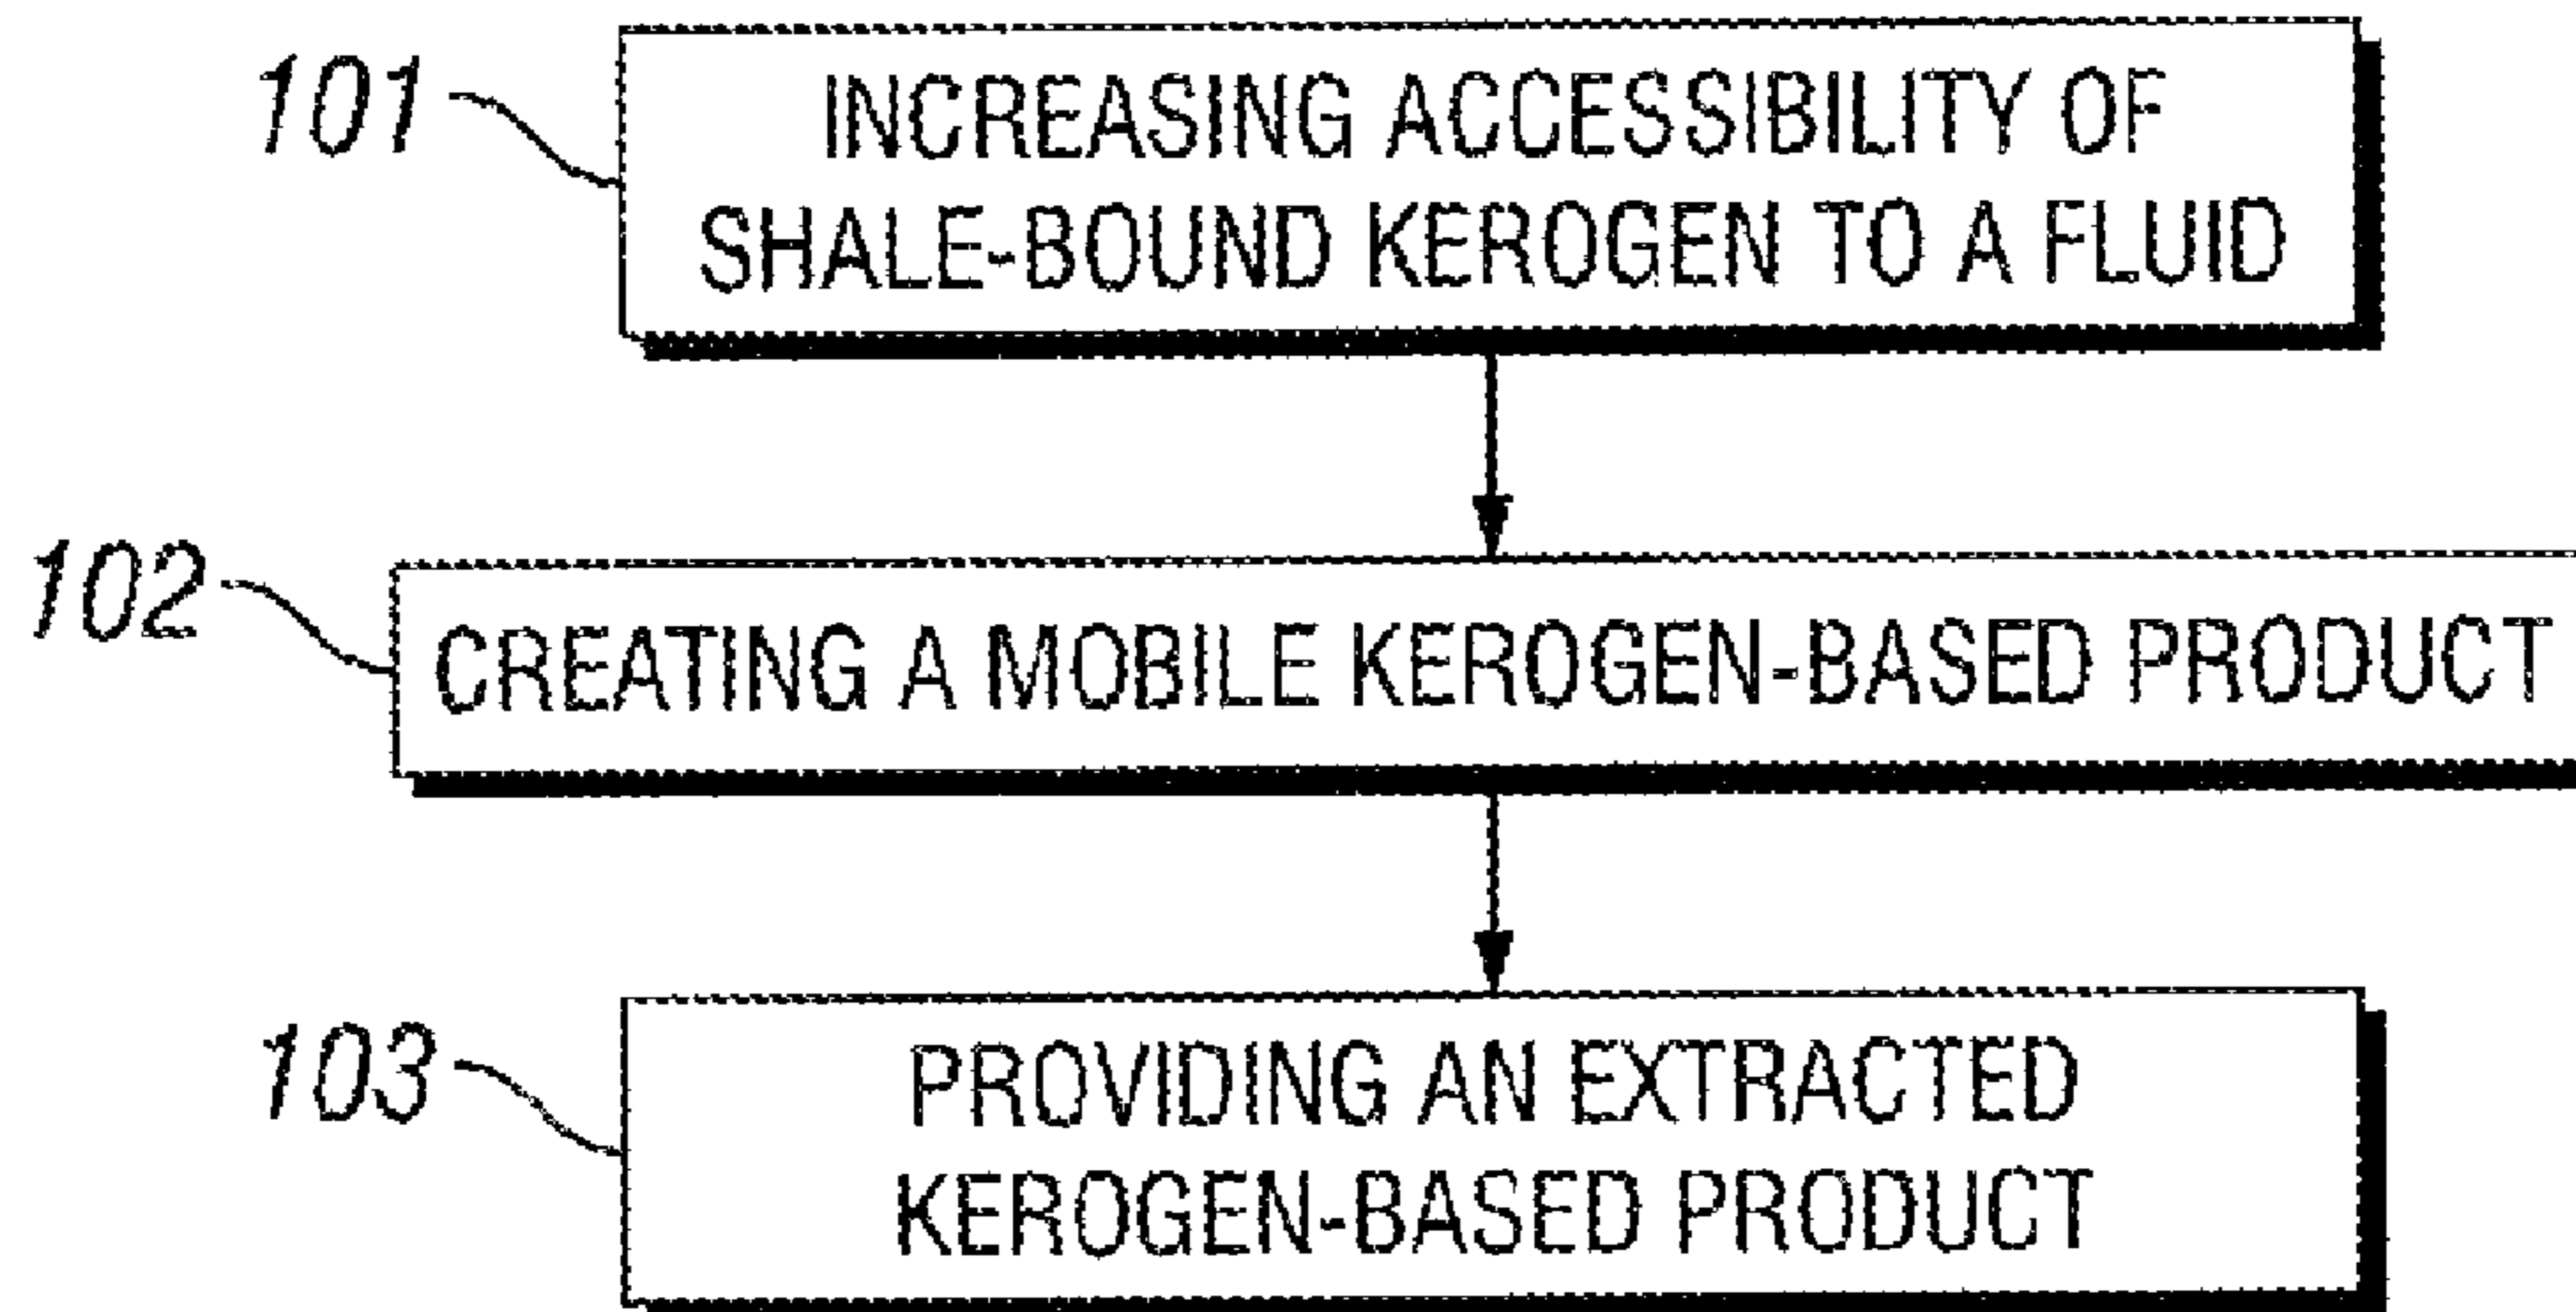 101
INCREASING ACCESSIBILITY OF
SHALE-BOUND KEROGEN TO A FLUID
102
CREATING A MOBILE KEROGEN-BASED PRODUCT
103
PROVIDING AN EXTRACTED
KEROGEN-BASED PRODUCT